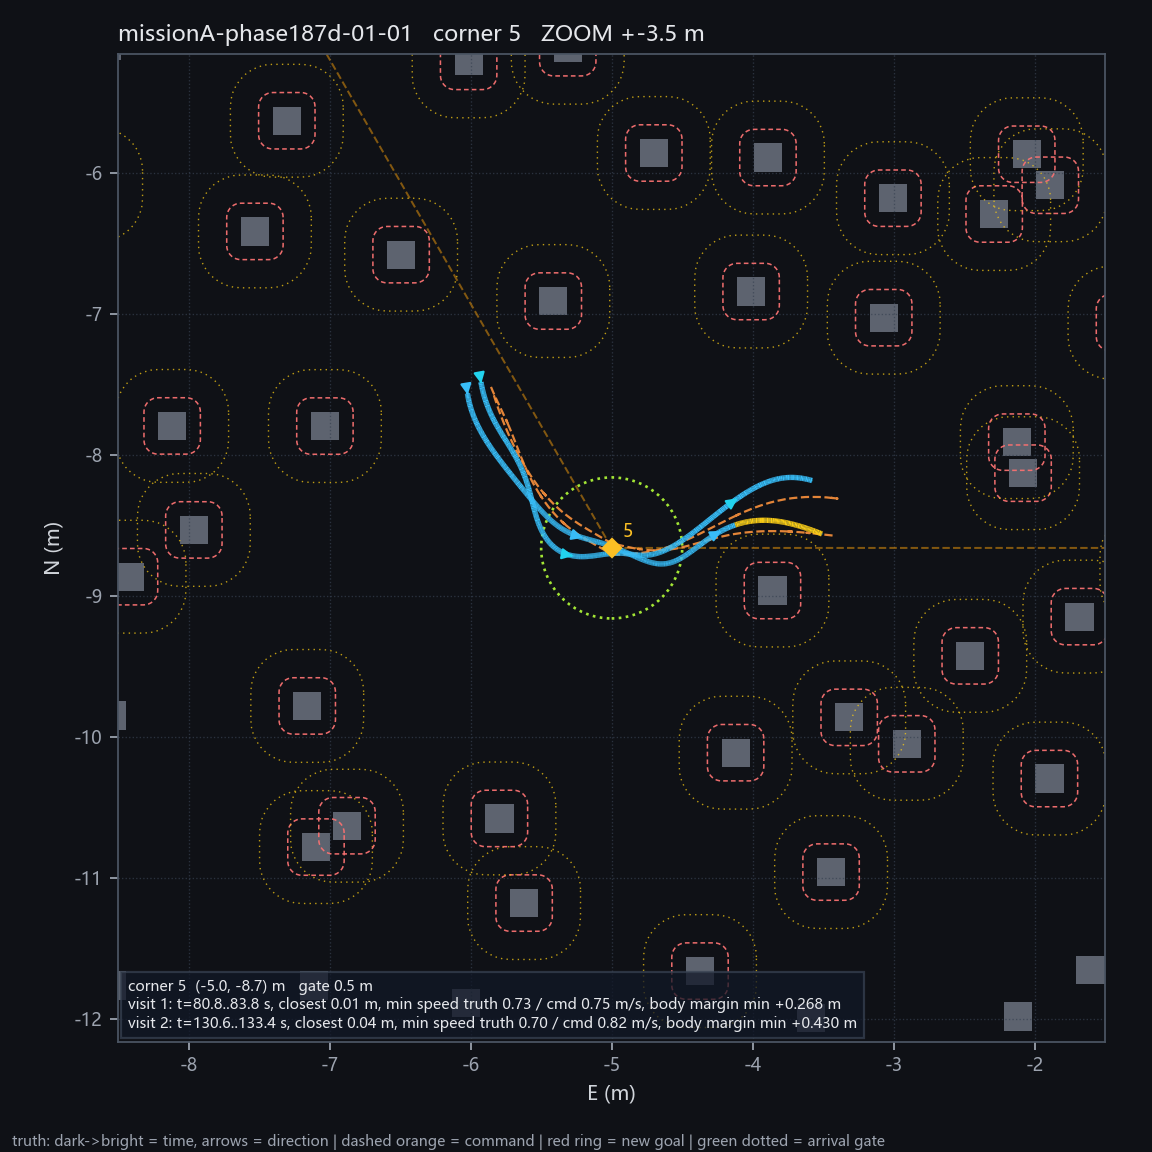 missionA-phase187d-01-01   corner 5   ZOOM +-3.5 m
-6
-7
-8
-9
-10
-11
-12
N (m)
5
corner 5  (-5.0, -8.7) m   gate 0.5 m
visit 1: t=80.8..83.8 s, closest 0.01 m, min speed truth 0.73 / cmd 0.75 m/s, body margin min +0.268 m
visit 2: t=130.6..133.4 s, closest 0.04 m, min speed truth 0.70 / cmd 0.82 m/s, body margin min +0.430 m
-8 -7 -6 -5 -4 -3 -2
E (m)
truth: dark->bright = time, arrows = direction | dashed orange = command | red ring = new goal | green dotted = arrival gate